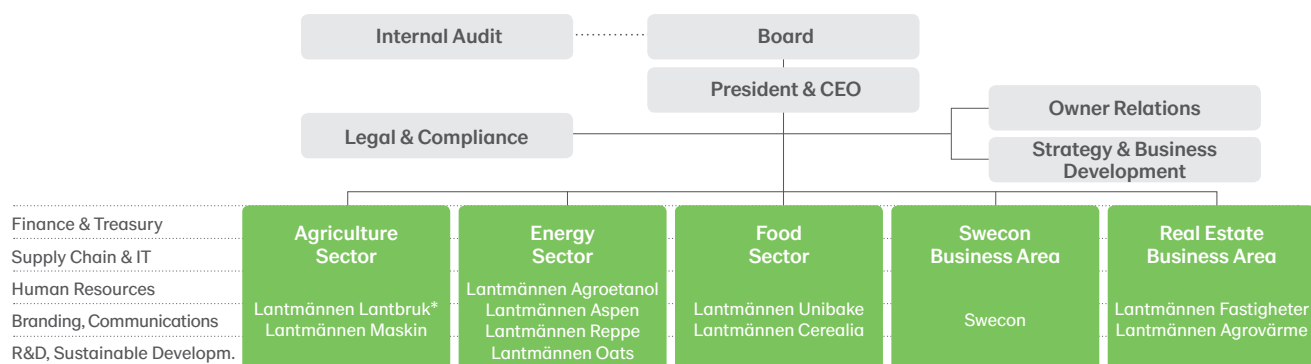 Internal Audit
Board
President & CEO
Legal & Compliance
Owner Relations
Strategy & Business
Development
Finance & Treasury
Supply Chain & IT
Human Resources
Branding, Communications
R&D, Sustainable Developm.
Agriculture
Sector
Lantmännen Lantbruk*
Lantmännen Maskin
Energy
Sector
Lantmännen Agroetanol
Lantmännen Aspen
Lantmännen Reppe
Lantmännen Oats
Food
Sector
Lantmännen Unibake
Lantmännen Cerealia
Swecon
Business Area
Swecon
Real Estate
Business Area
Lantmännen Fastigheter
Lantmännen Agrovärme